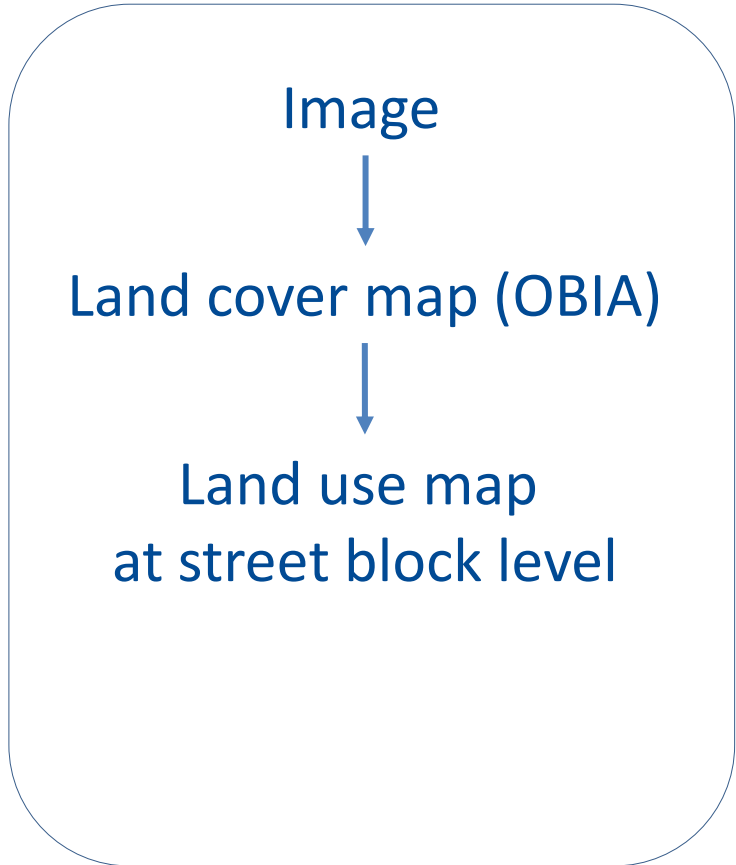 Image
Land cover map (OBIA)
Land use map
at street block level